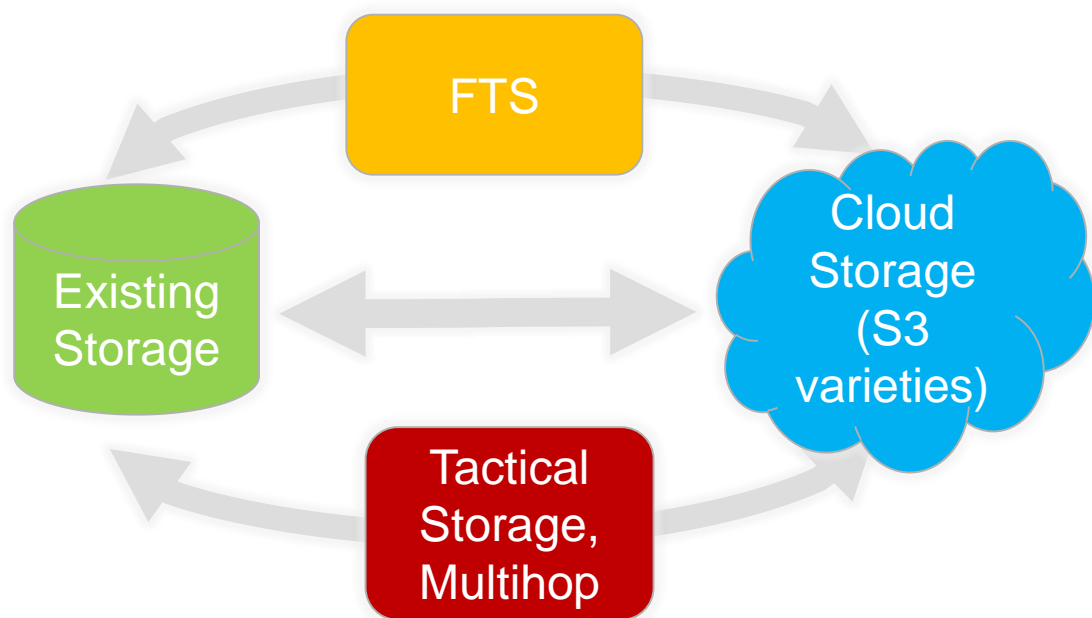 FTS
Existing
Storage
Cloud
Storage
(S3
varieties)
Tactical
Storage,
Multihop